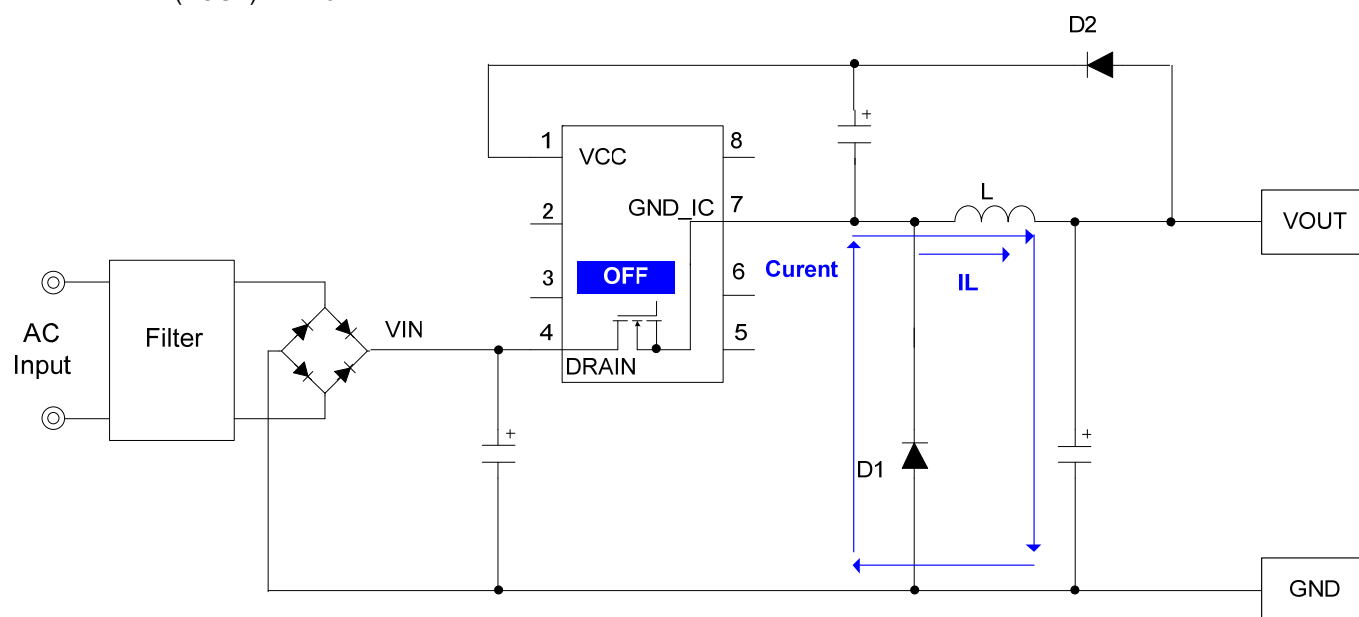 D2
1
VCC
8
2
GND_IC
7
L
VOUT
3
OFF
6
Curent
IL
AC
Input
Filter
VIN
4
5
DRAIN
D1
+
+
+
GND